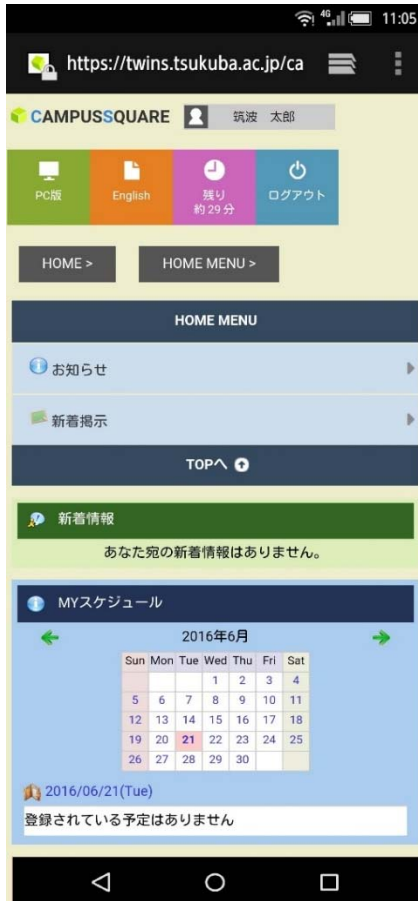 4G 11:05
https://twins.tsukuba.ac.jp/ca
CAMPUSSQUARE 筑波 太郎
PC版 English 残り ログアウト
約29分
HOME > HOME MENU >
HOME MENU
お知らせ
新着掲示
TOPへ
新着情報
あなた宛の新着情報はありません。
MYスケジュール
2016年6月
Sun Mon Tue Wed Thu Fri Sat
1 2 3 4
5 6 7 8 9 10 11
12 13 14 15 16 17 18
19 20 21 22 23 24 25
26 27 28 29 30
2016/06/21(Tue)
登録されている予定はありません